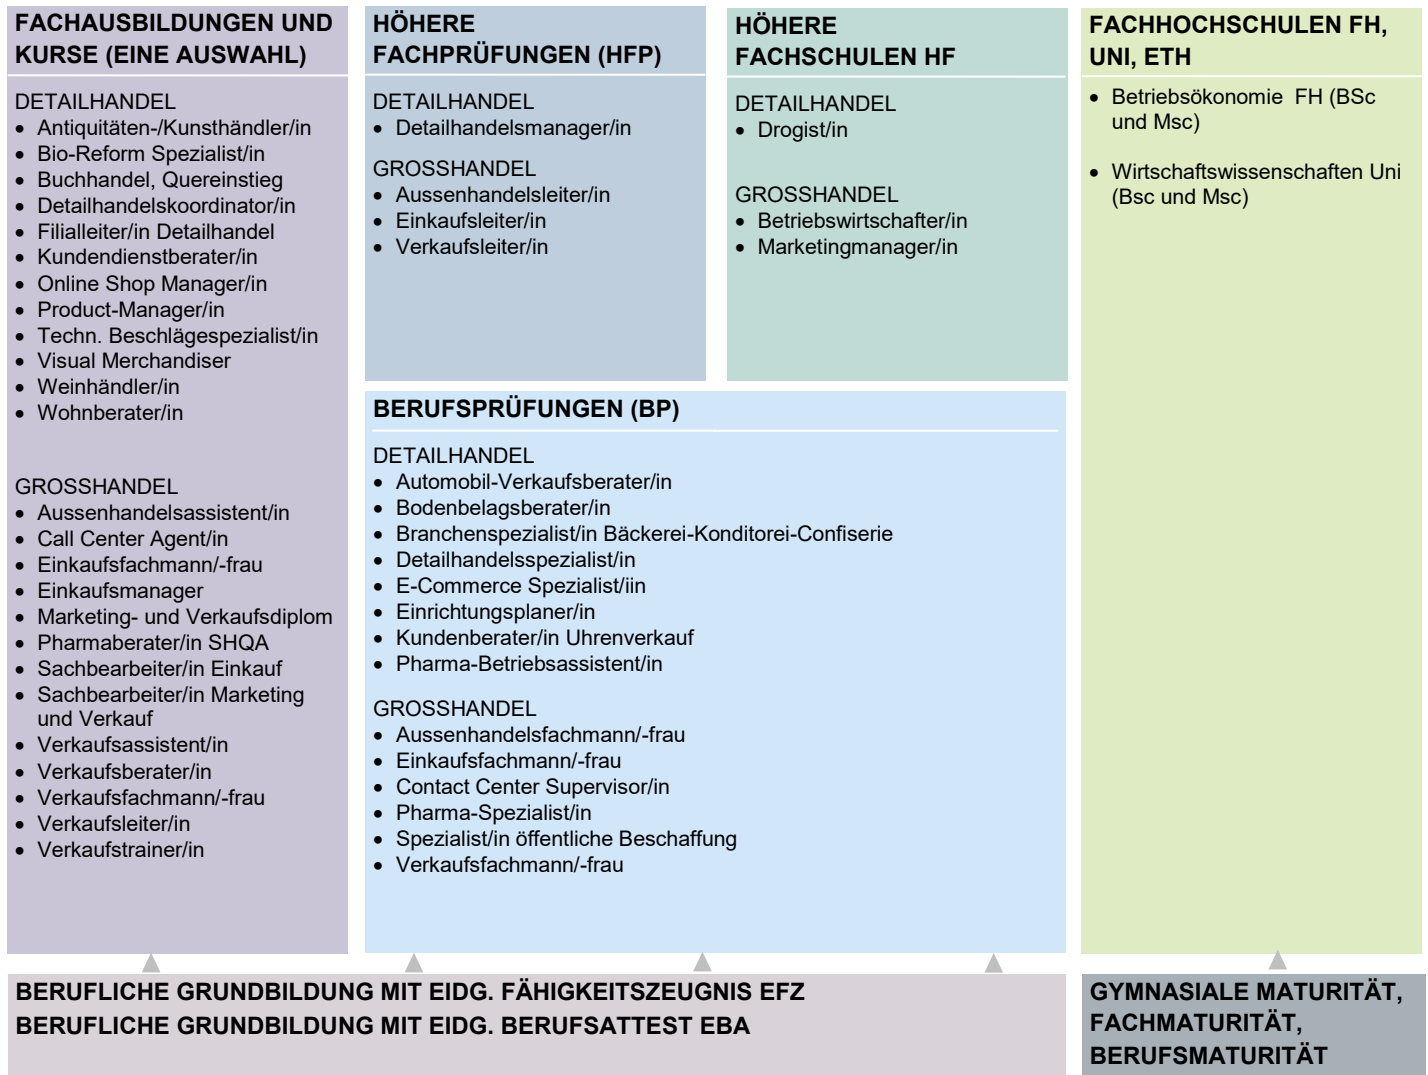 FACHAUSBILDUNGEN UND
KURSE (EINE AUSWAHL)
DETAILHANDEL
• Antiquitäten-/Kunsthändler/in
• Bio-Reform Spezialist/in
• Buchhandel, Quereinstieg
• Detailhandelskoordinator/in
• Filialleiter/in Detailhandel
• Kundendienstberater/in
• Online Shop Manager/in
• Product-Manager/in
• Techn. Beschlägespezialist/in
• Visual Merchandiser
• Weinhändler/in
• Wohnberater/in
GROSSHANDEL
• Aussenhandelsassistent/in
• Call Center Agent/in
• Einkaufsfachmann/-frau
• Einkaufsmanager
• Marketing- und Verkaufsdiplom
• Pharmaberater/in SHQA
• Sachbearbeiter/in Einkauf
• Sachbearbeiter/in Marketing
und Verkauf
• Verkaufsassistent/in
• Verkaufsberater/in
• Verkaufsfachmann/-frau
• Verkaufsleiter/in
• Verkaufstrainer/in
HÖHERE
FACHPRÜFUNGEN (HFP)
DETAILHANDEL
• Detailhandelsmanager/in
GROSSHANDEL
• Aussenhandelsleiter/in
• Einkaufsleiter/in
• Verkaufsleiter/in
HÖHERE
FACHSCHULEN HF
DETAILHANDEL
• Drogist/in
GROSSHANDEL
• Betriebswirtschafter/in
• Marketingmanager/in
BERUFSPRÜFUNGEN (BP)
DETAILHANDEL
• Automobil-Verkaufsberater/in
• Bodenbelagsberater/in
• Branchenspezialist/in Bäckerei-Konditorei-Confiserie
• Detailhandelsspezialist/in
• E-Commerce Spezialist/iin
• Einrichtungsplaner/in
• Kundenberater/in Uhrenverkauf
• Pharma-Betriebsassistent/in
GROSSHANDEL
• Aussenhandelsfachmann/-frau
• Einkaufsfachmann/-frau
• Contact Center Supervisor/in
• Pharma-Spezialist/in
• Spezialist/in öffentliche Beschaffung
• Verkaufsfachmann/-frau
FACHHOCHSCHULEN FH,
UNI, ETH
• Betriebsökonomie FH (BSc
und Msc)
• Wirtschaftswissenschaften Uni
(Bsc und Msc)
BERUFLICHE GRUNDBILDUNG MIT EIDG. FÄHIGKEITSZEUGNIS EFZ
BERUFLICHE GRUNDBILDUNG MIT EIDG. BERUFSATTEST EBA
GYMNASIALE MATURITÄT,
FACHMATURITÄT,
BERUFSMATURITÄT